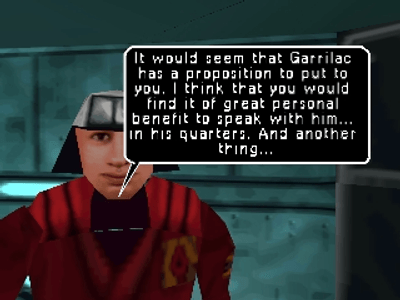 It would seem that Garrilac
has a proposition to put to
you. I think that you would
find it of great personal
benefit to speak with him...
in his quarters. And another
thing...